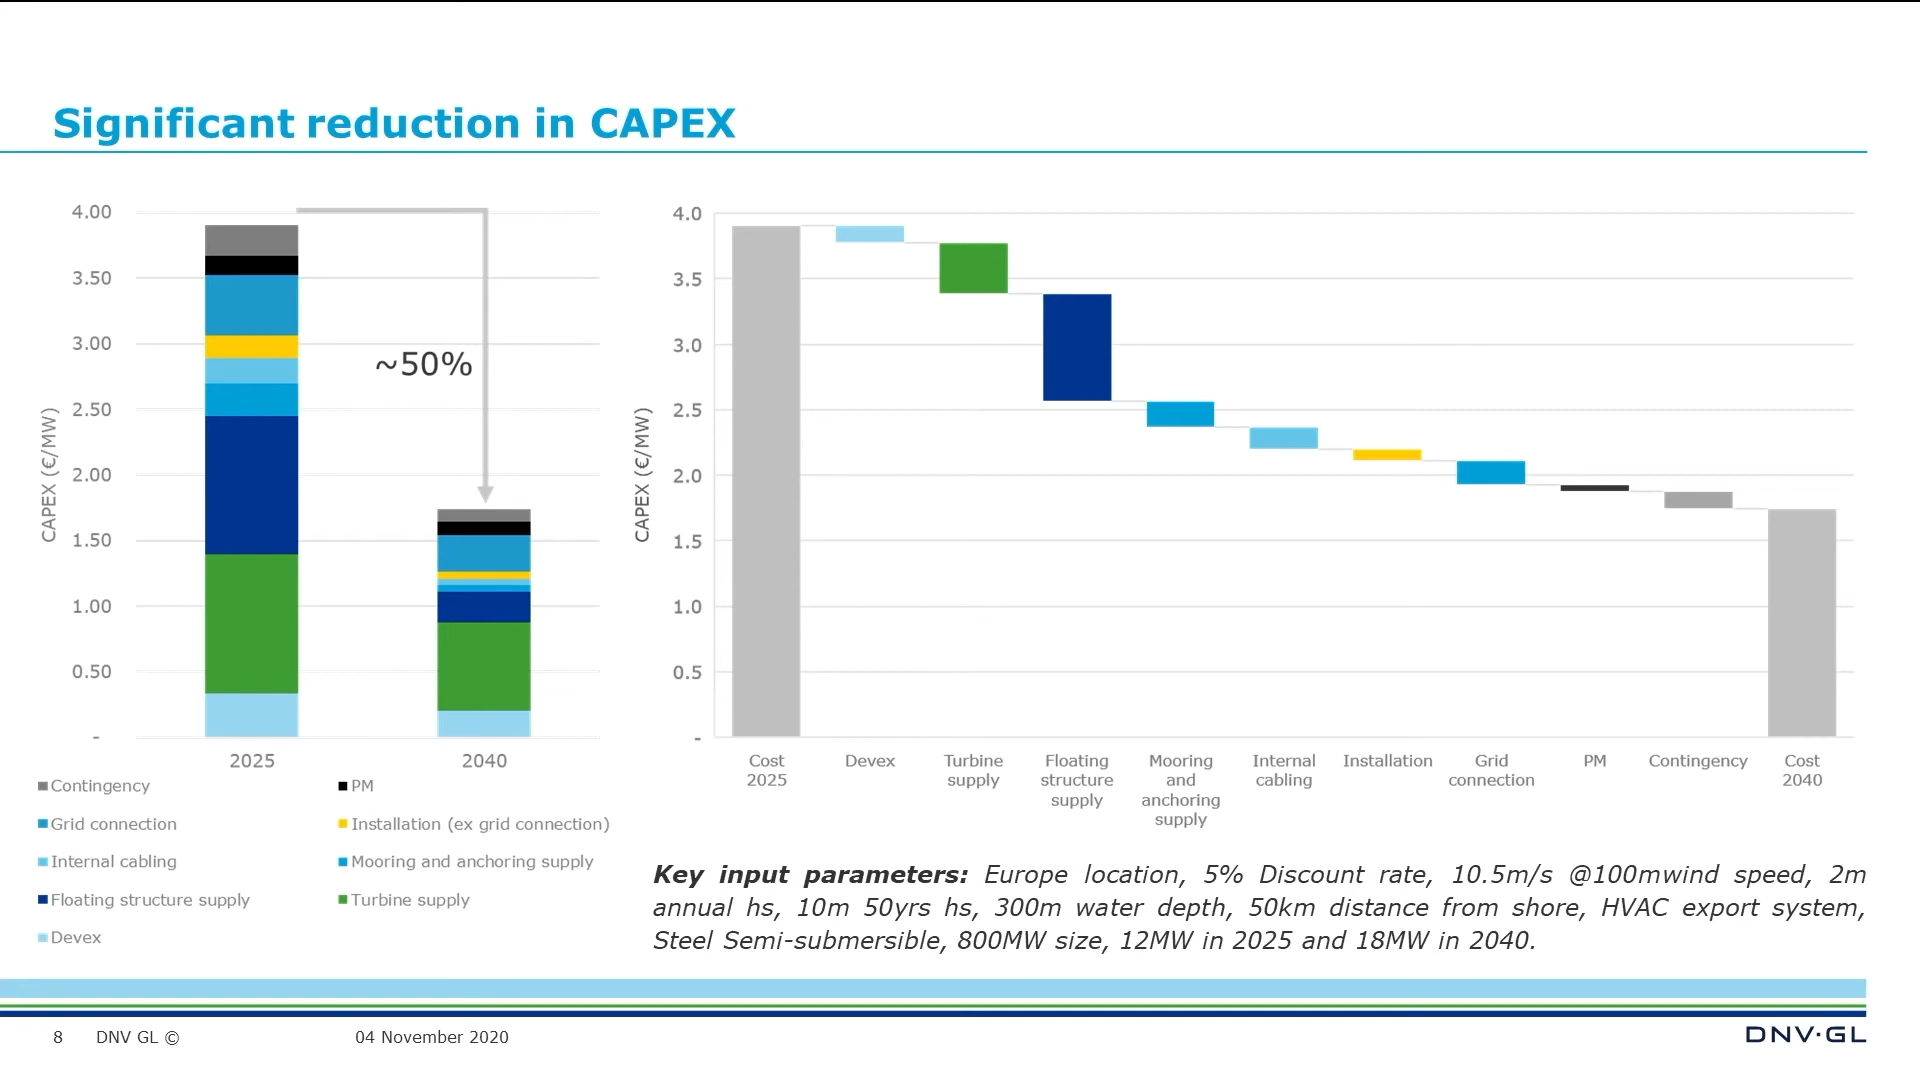 Significant reduction in CAPEX
4.00
3.50
3.00
2.50
2.00
1.50
1.00
0.50
-
CAPEX (€/MW)
~50%
2025 2040
Contingency PM
Grid connection Installation (ex grid connection)
Internal cabling Mooring and anchoring supply
Floating structure supply Turbine supply
Devex
4.0
3.5
3.0
2.5
2.0
1.5
1.0
0.5
-
CAPEX (€/MW)
Cost 2025
Devex
Turbine supply
Floating structure supply
Mooring and anchoring supply
Internal cabling
Installation
Grid connection
PM
Contingency
Cost 2040
Key input parameters: Europe location, 5% Discount rate, 10.5m/s @100mwind speed, 2m
annual hs, 10m 50yrs hs, 300m water depth, 50km distance from shore, HVAC export system,
Steel Semi-submersible, 800MW size, 12MW in 2025 and 18MW in 2040.
8 DNV GL © 04 November 2020
DNV·GL